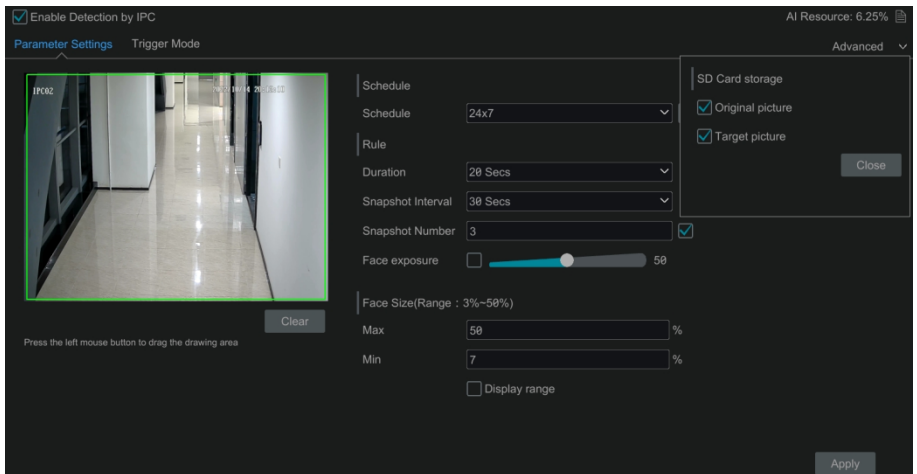 Enable Detection by IPC
AI Resource: 6.25%
Parameter Settings Trigger Mode
Advanced
IPC02
Schedule
Schedule 24x7
Rule
Duration 20 Secs
Snapshot Interval 30 Secs
Snapshot Number 3
Face exposure 50
Face Size(Range : 3%~50%)
Max 50 %
Min 7 %
Display range
SD Card storage
Original picture
Target picture
Close
Clear
Press the left mouse button to drag the drawing area
Apply